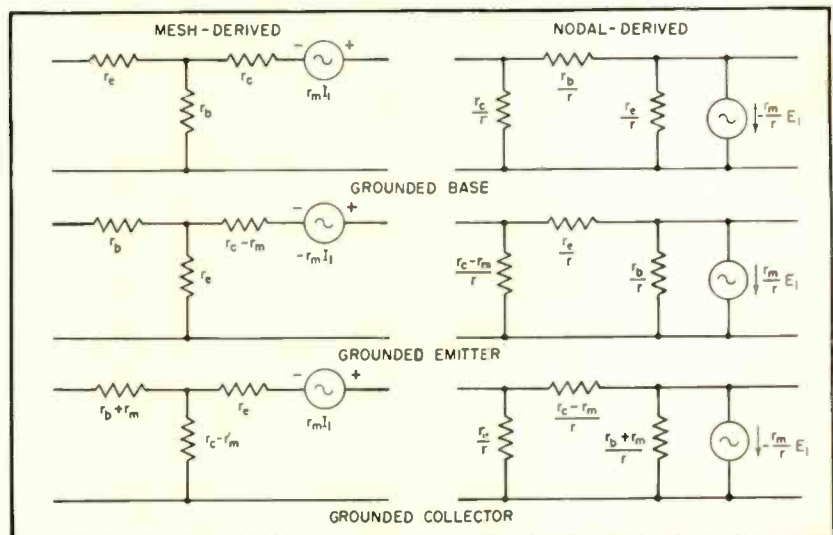 MESH-DERIVED
NODAL-DERIVED
r_e
r_c
− +
r_m I_1
r_b
r_c/r
r_b/r
r_e/r
-r_m/r E_1
GROUNDED BASE
r_b
r_c-r_m
− +
-r_m I_1
r_e
r_c-r_m/r
r_e/r
r_b/r
r_m/r E_1
GROUNDED EMITTER
r_b+r_m
r_e
− +
r_m I_1
r_c-r_m
r_c-r_m/r
r_b+r_m/r
-r_m/r E_1
GROUNDED COLLECTOR